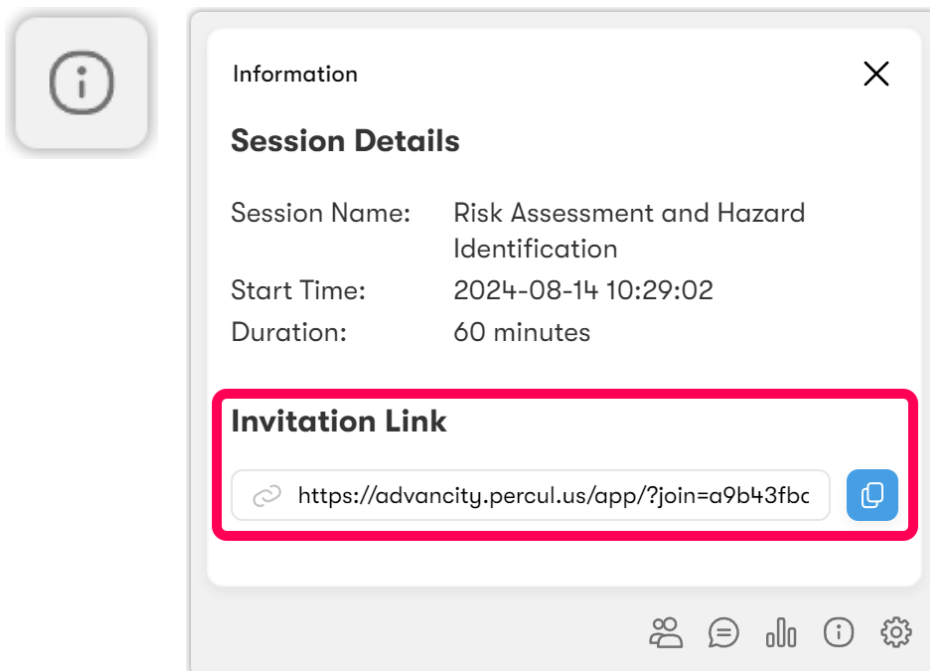 Information
Session Details
Session Name: Risk Assessment and Hazard
Identification
Start Time: 2024-08-14 10:29:02
Duration: 60 minutes
Invitation Link
https://advancity.percul.us/app/?join=a9b43fbc